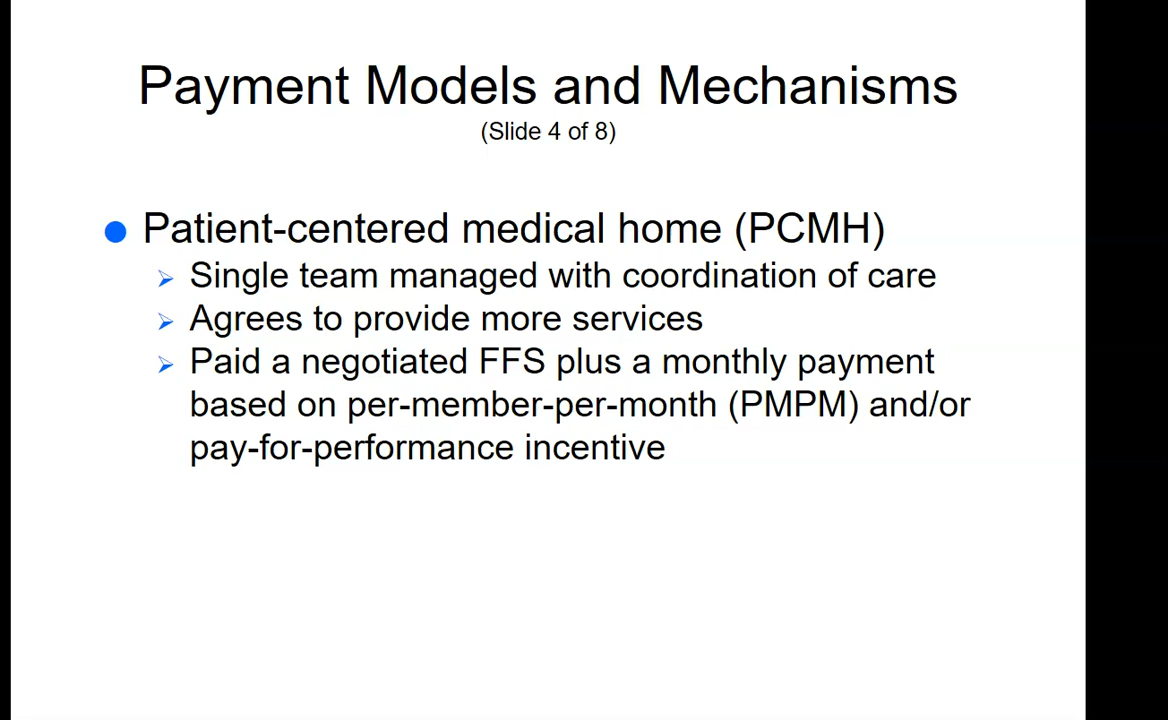 Payment Models and Mechanisms
(Slide 4 of 8)
Patient-centered medical home (PCMH)
Single team managed with coordination of care
Agrees to provide more services
Paid a negotiated FFS plus a monthly payment
based on per-member-per-month (PMPM) and/or
pay-for-performance incentive